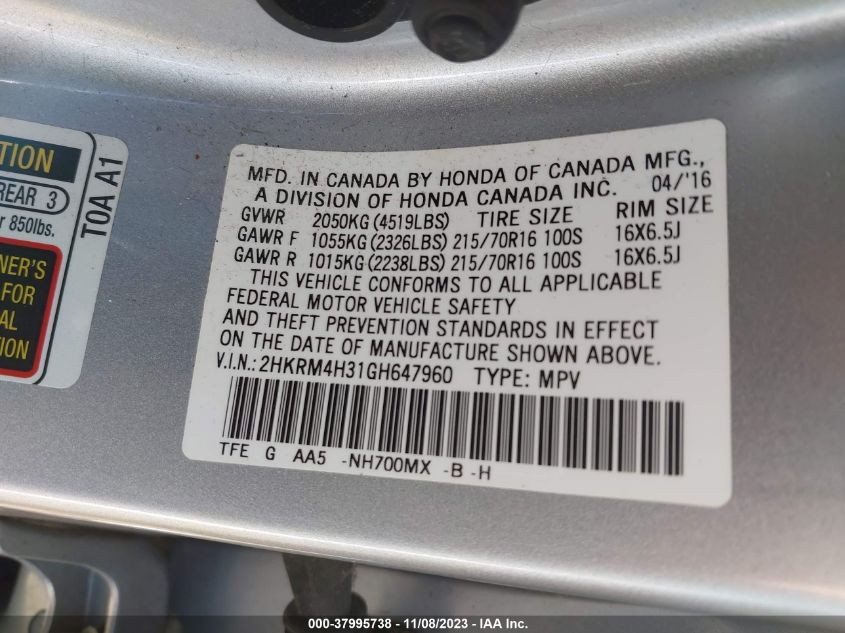 TION
REAR 3
r 850lbs.
NER'S
FOR
AL
TION
T0A A1
MFD. IN CANADA BY HONDA OF CANADA MFG.,
A DIVISION OF HONDA CANADA INC. 04/'16
GVWR 2050KG (4519LBS) TIRE SIZE RIM SIZE
GAWR F 1055KG (2326LBS) 215/70R16 100S 16X6.5J
GAWR R 1015KG (2238LBS) 215/70R16 100S 16X6.5J
THIS VEHICLE CONFORMS TO ALL APPLICABLE
FEDERAL MOTOR VEHICLE SAFETY
AND THEFT PREVENTION STANDARDS IN EFFECT
ON THE DATE OF MANUFACTURE SHOWN ABOVE.
V.I.N.: 2HKRM4H31GH647960 TYPE: MPV
TFE G AA5 -NH700MX -B -H
000-37995738 - 11/08/2023 - IAA Inc.